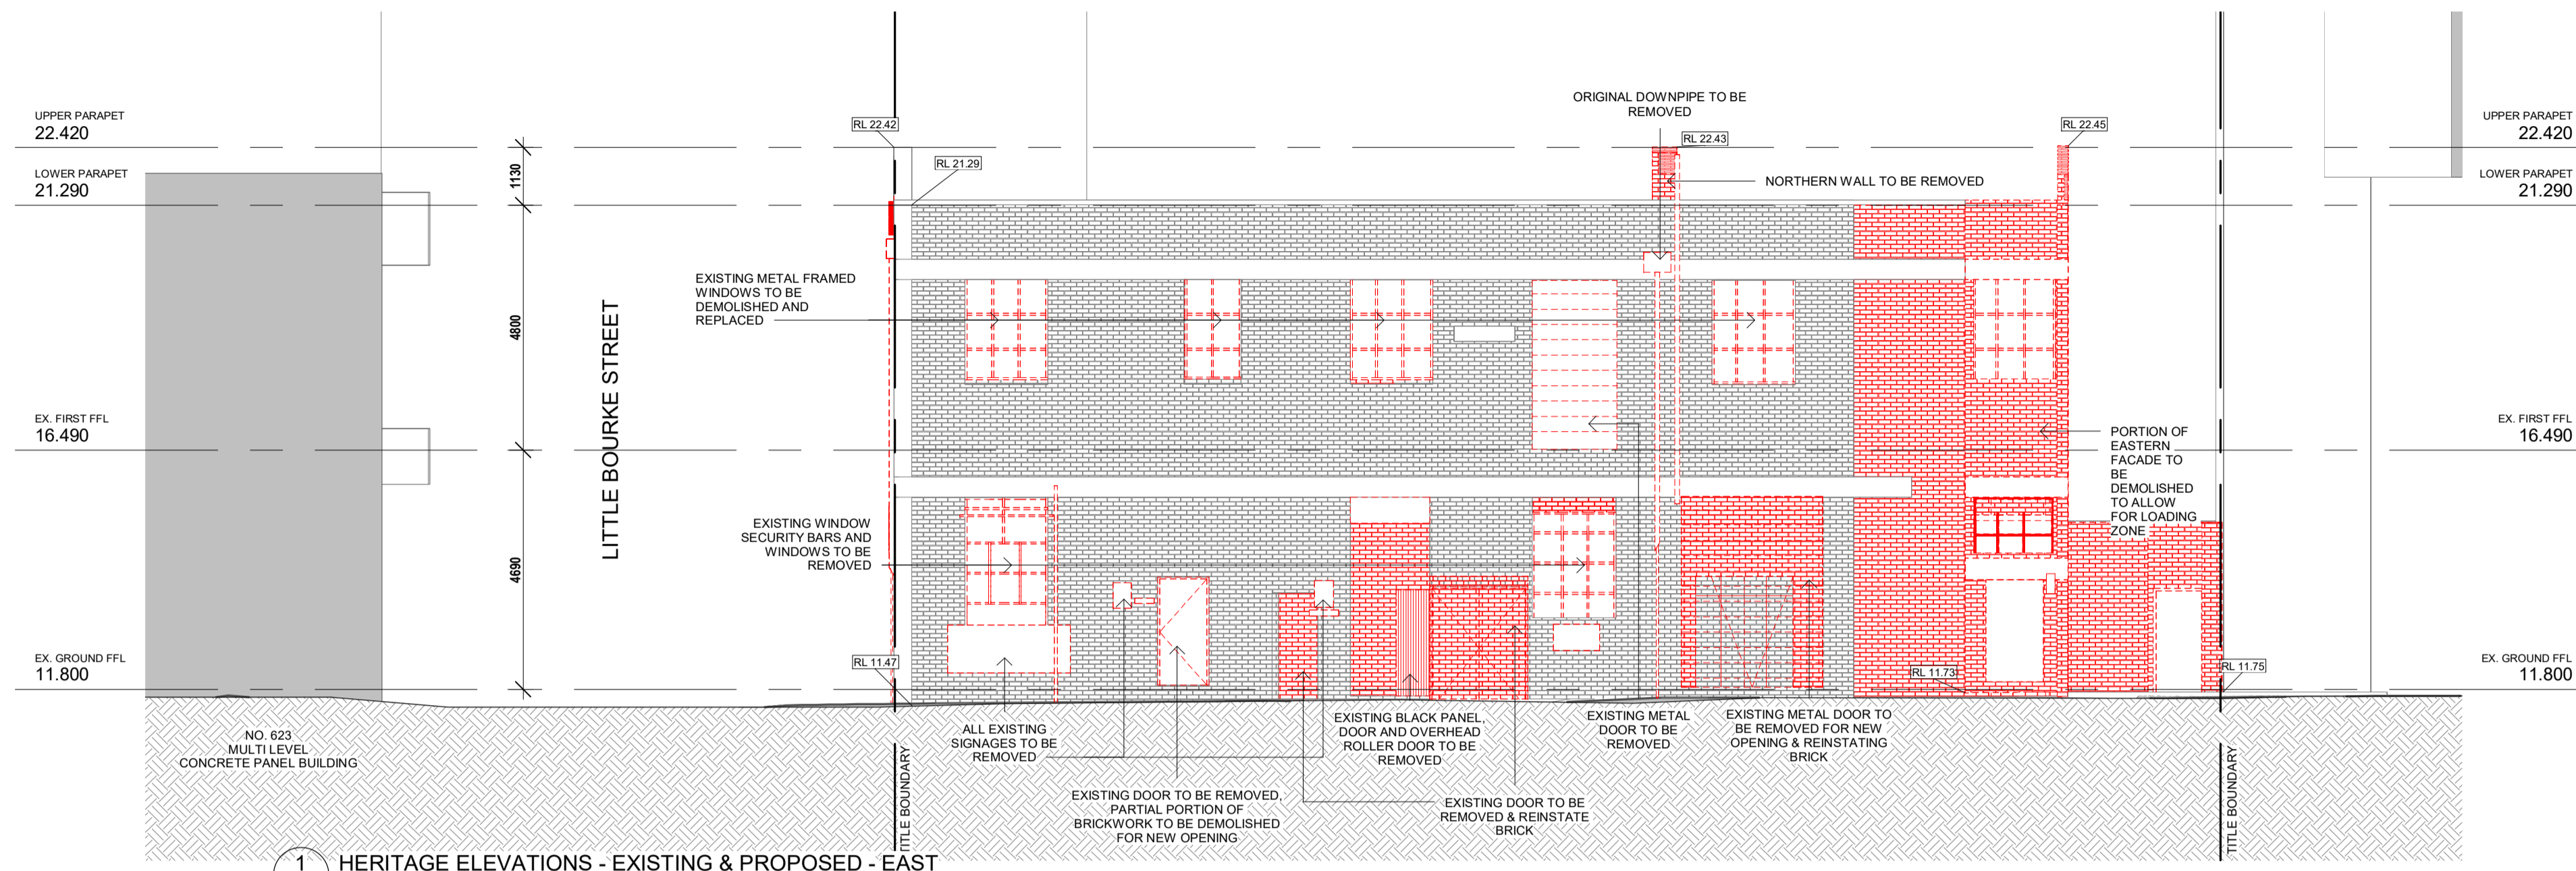 ORIGINAL DOWNPIPE TO BE
REMOVED
UPPER PARAPET
22.420
RL 22.42
RL 22.43
RL 22.45
UPPER PARAPET
22.420
LOWER PARAPET
21.290
1130
RL 21.29
NORTHERN WALL TO BE REMOVED
LOWER PARAPET
21.290
EXISTING METAL FRAMED
WINDOWS TO BE
DEMOLISHED AND
REPLACED
4800
LITTLE BOURKE STREET
EX. FIRST FFL
16.490
EX. FIRST FFL
16.490
PORTION OF
EASTERN
FACADE TO
BE
DEMOLISHED
TO ALLOW
FOR LOADING
ZONE
EXISTING WINDOW
SECURITY BARS AND
WINDOWS TO BE
REMOVED
4690
EX. GROUND FFL
11.800
RL 11.47
RL 11.73
RL 11.75
EX. GROUND FFL
11.800
NO. 623
MULTI LEVEL
CONCRETE PANEL BUILDING
TITLE BOUNDARY
ALL EXISTING
SIGNAGES TO BE
REMOVED
EXISTING BLACK PANEL,
DOOR AND OVERHEAD
ROLLER DOOR TO BE
REMOVED
EXISTING METAL
DOOR TO BE
REMOVED
EXISTING METAL DOOR TO
BE REMOVED FOR NEW
OPENING & REINSTATING
BRICK
TITLE BOUNDARY
EXISTING DOOR TO BE REMOVED,
PARTIAL PORTION OF
BRICKWORK TO BE DEMOLISHED
FOR NEW OPENING
EXISTING DOOR TO BE
REMOVED & REINSTATE
BRICK
1
HERITAGE ELEVATIONS - EXISTING & PROPOSED - EAST